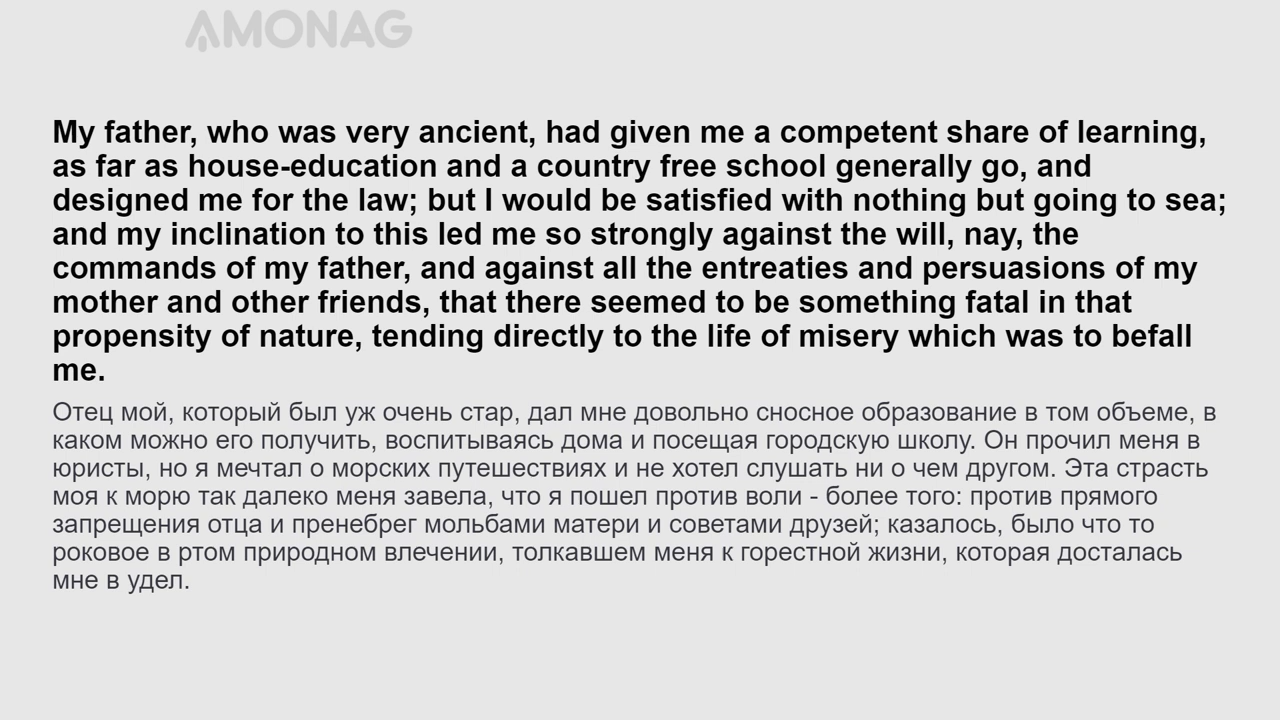 AMONAG
My father, who was very ancient, had given me a competent share of learning,
as far as house-education and a country free school generally go, and
designed me for the law; but I would be satisfied with nothing but going to sea;
and my inclination to this led me so strongly against the will, nay, the
commands of my father, and against all the entreaties and persuasions of my
mother and other friends, that there seemed to be something fatal in that
propensity of nature, tending directly to the life of misery which was to befall
me.
Отец мой, который был уж очень стар, дал мне довольно сносное образование в том объеме, в
каком можно его получить, воспитываясь дома и посещая городскую школу. Он прочил меня в
юристы, но я мечтал о морских путешествиях и не хотел слушать ни о чем другом. Эта страсть
моя к морю так далеко меня завела, что я пошел против воли - более того: против прямого
запрещения отца и пренебрег мольбами матери и советами друзей; казалось, было что то
роковое в ртом природном влечении, толкавшем меня к горестной жизни, которая досталась
мне в удел.